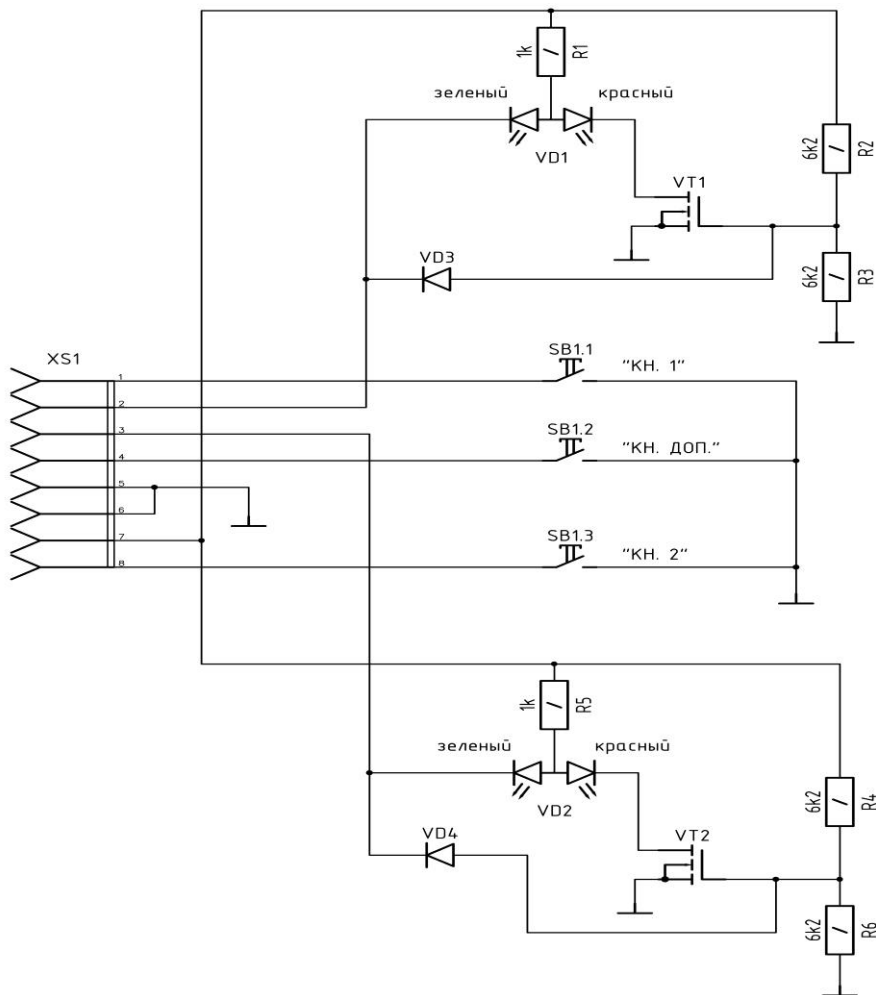 1k
R1
зеленый
красный
VD1
6k2
R2
VT1
VD3
6k2
R3
XS1
1
SB1.1
"КН. 1"
2
3
4
SB1.2
"КН. ДОП."
5
6
7
SB1.3
"КН. 2"
8
1k
R5
зеленый
красный
VD2
6k2
R4
VD4
VT2
6k2
R6